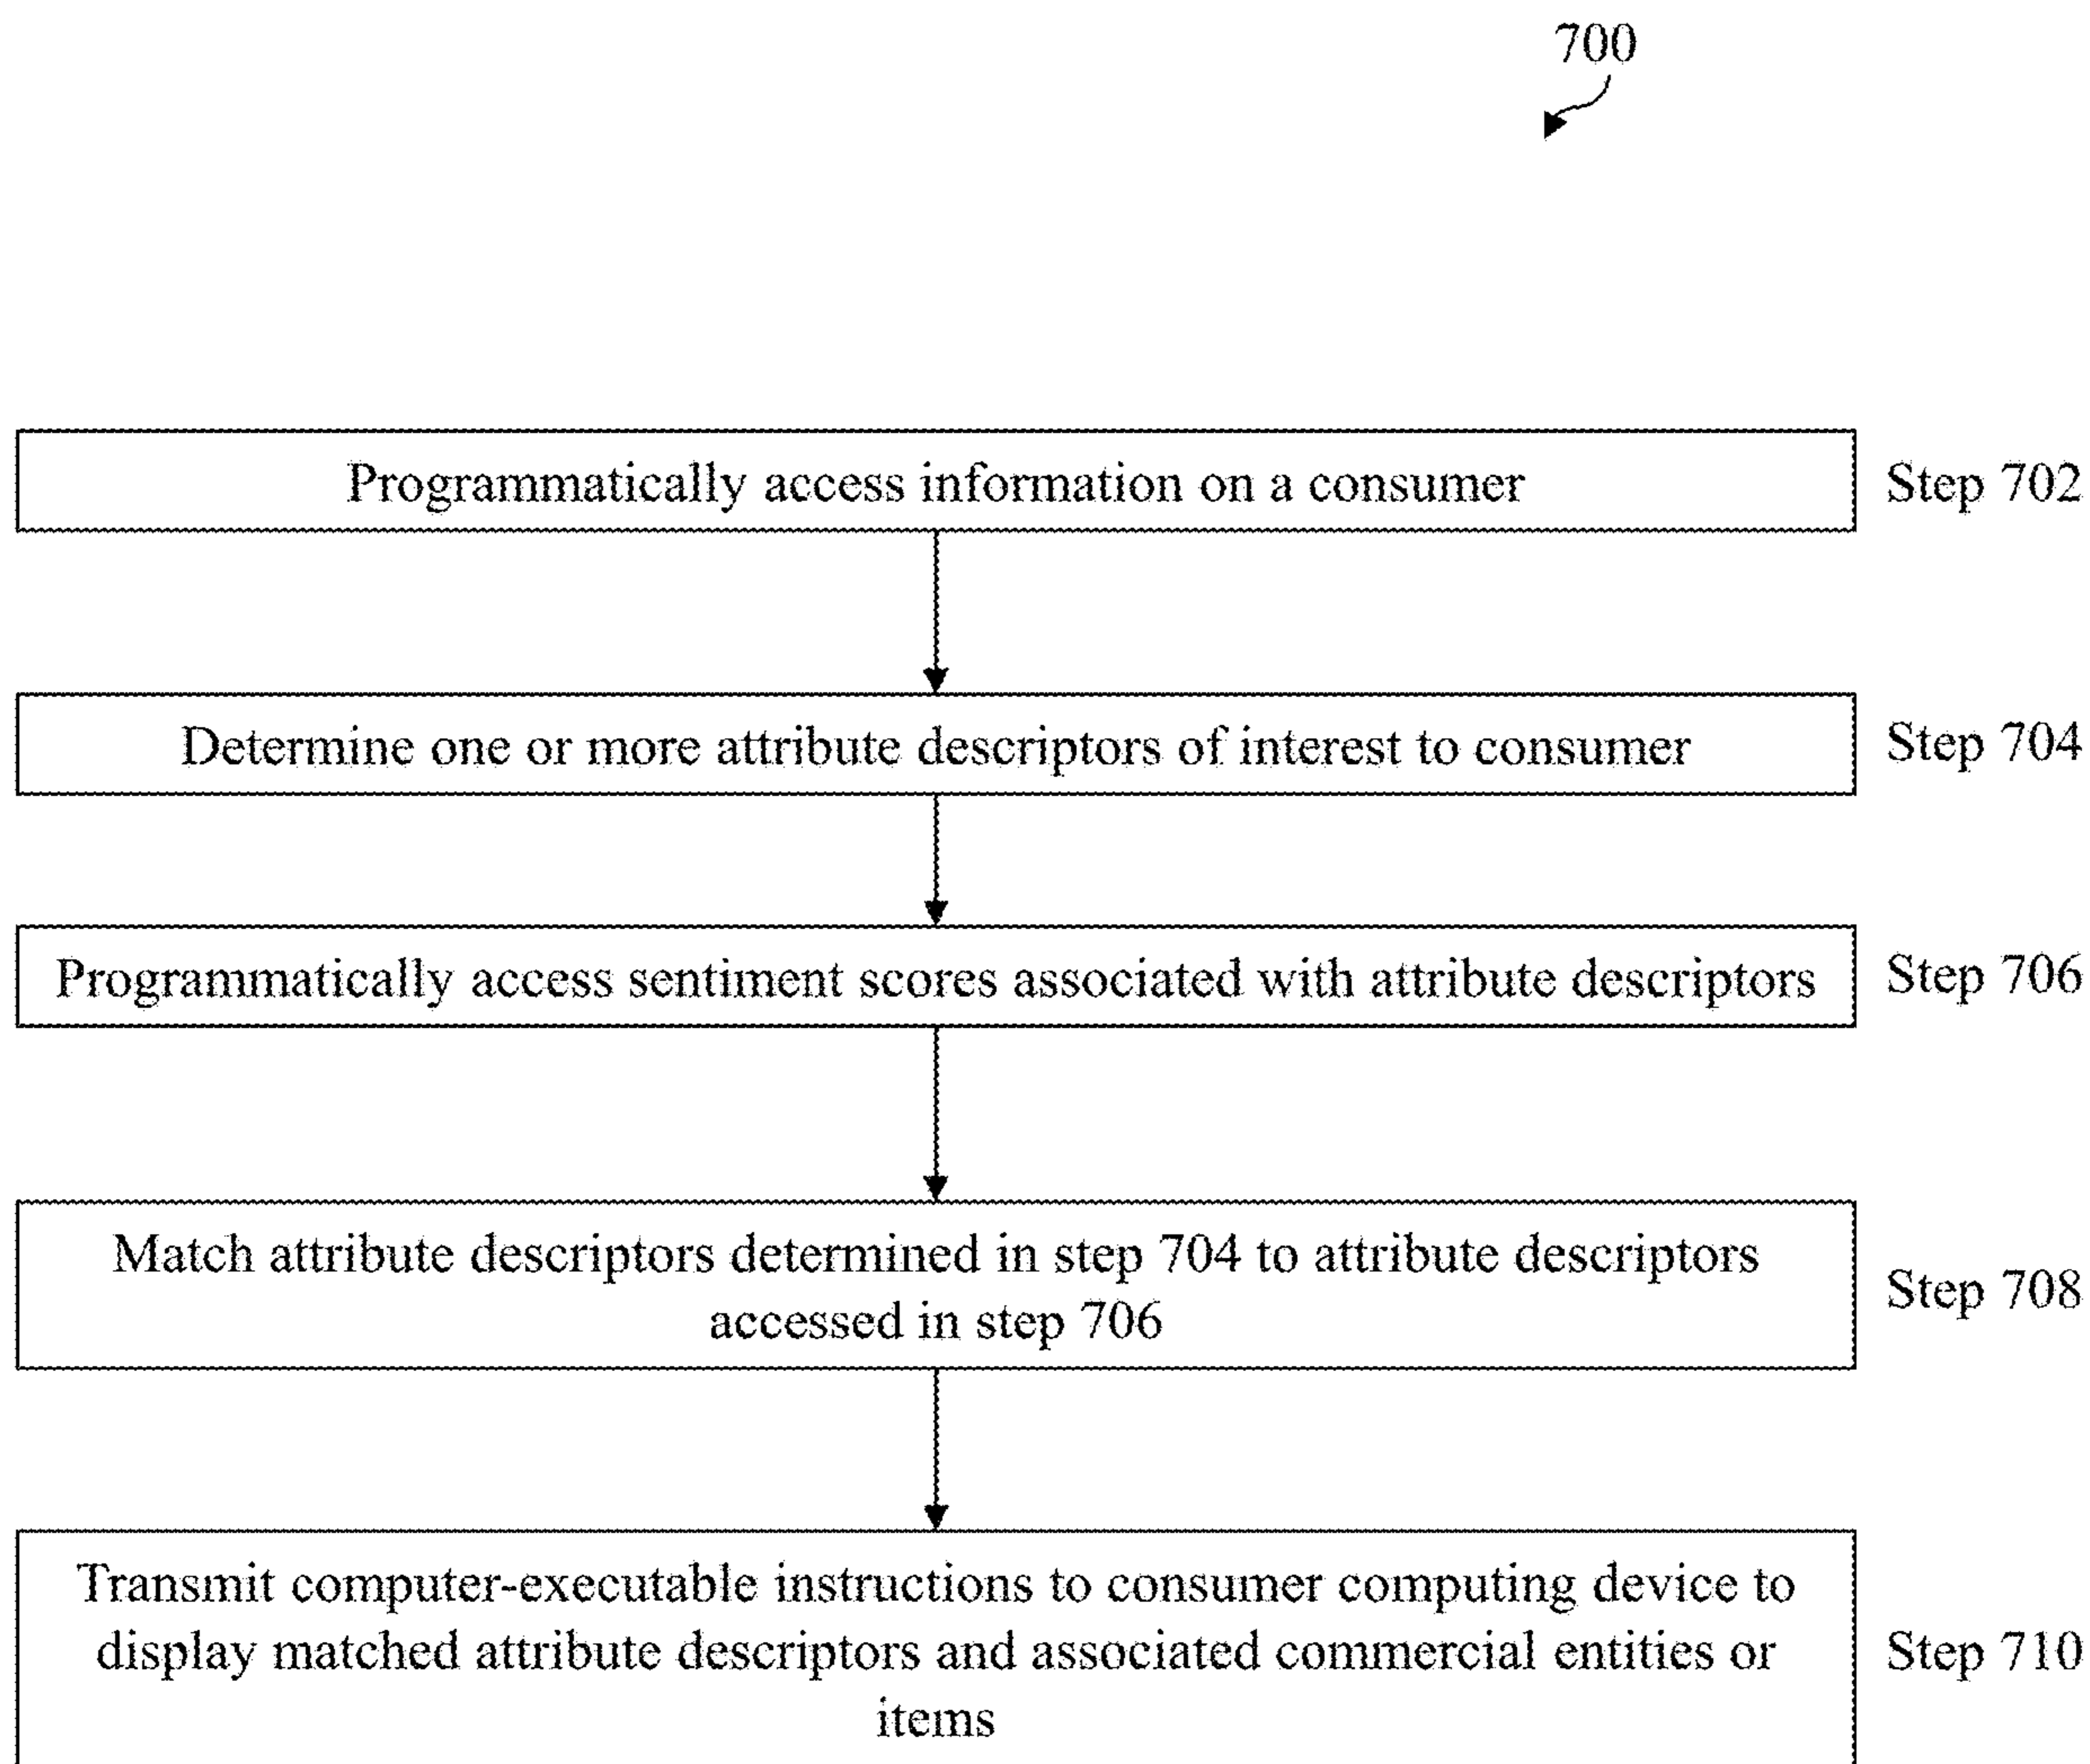 700
Programmatically access information on a consumer
Step 702
Determine one or more attribute descriptors of interest to consumer
Step 704
Programmatically access sentiment scores associated with attribute descriptors
Step 706
Match attribute descriptors determined in step 704 to attribute descriptors
accessed in step 706
Step 708
Transmit computer-executable instructions to consumer computing device to
display matched attribute descriptors and associated commercial entities or
items
Step 710